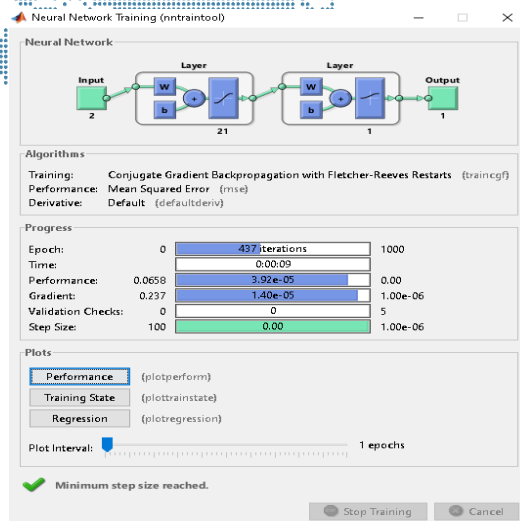 Neural Network Training (nntraintool)
Neural Network
Layer Layer
Input W W Output
b b
2 21 1 1
Algorithms
Training: Conjugate Gradient Backpropagation with Fletcher-Reeves Restarts (traincgf)
Performance: Mean Squared Error (mse)
Derivative: Default (defaultderiv)
Progress
Epoch: 0 437 iterations 1000
Time: 0:00:09
Performance: 0.0658 3.92e-05 0.00
Gradient: 0.237 1.40e-05 1.00e-06
Validation Checks: 0 0 5
Step Size: 100 0.00 1.00e-06
Plots
Performance (plotperform)
Training State (plottrainstate)
Regression (plotregression)
Plot Interval: 1 epochs
Minimum step size reached.
Stop Training Cancel